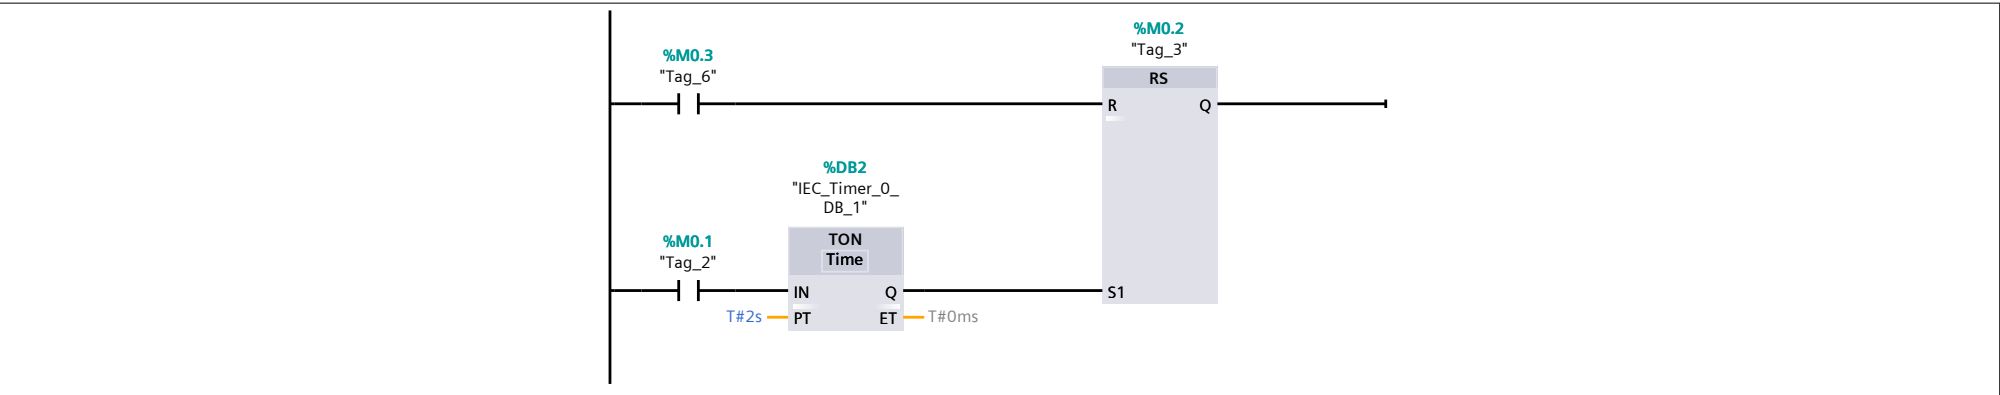 %M0.2
"Tag_3"
%M0.3
"Tag_6"
RS
R Q
%DB2
"IEC_Timer_0_
DB_1"
%M0.1
"Tag_2"
TON
Time
IN Q
S1
T#2s PT ET T#0ms